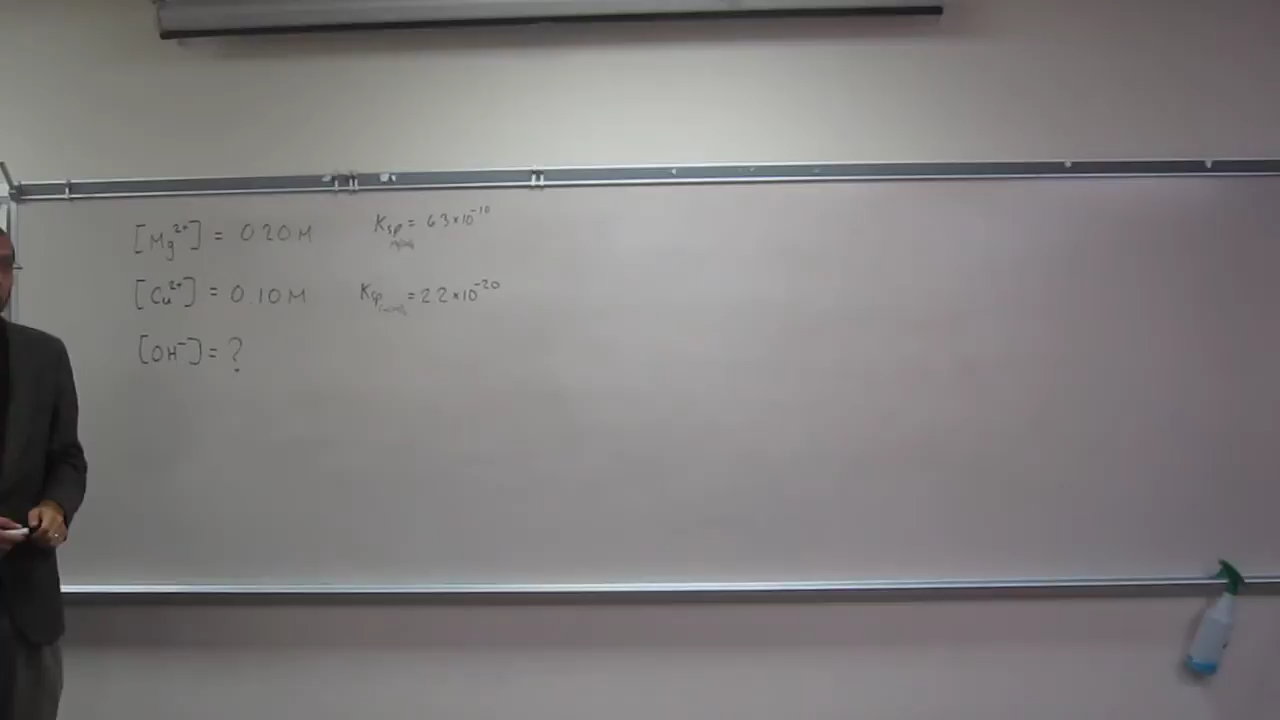 [Mg²⁺] = 0.20 M Ksp = 6.3×10⁻¹⁰
[Cu²⁺] = 0.10 M Ksp = 2.2×10⁻²⁰
[OH⁻] = ?